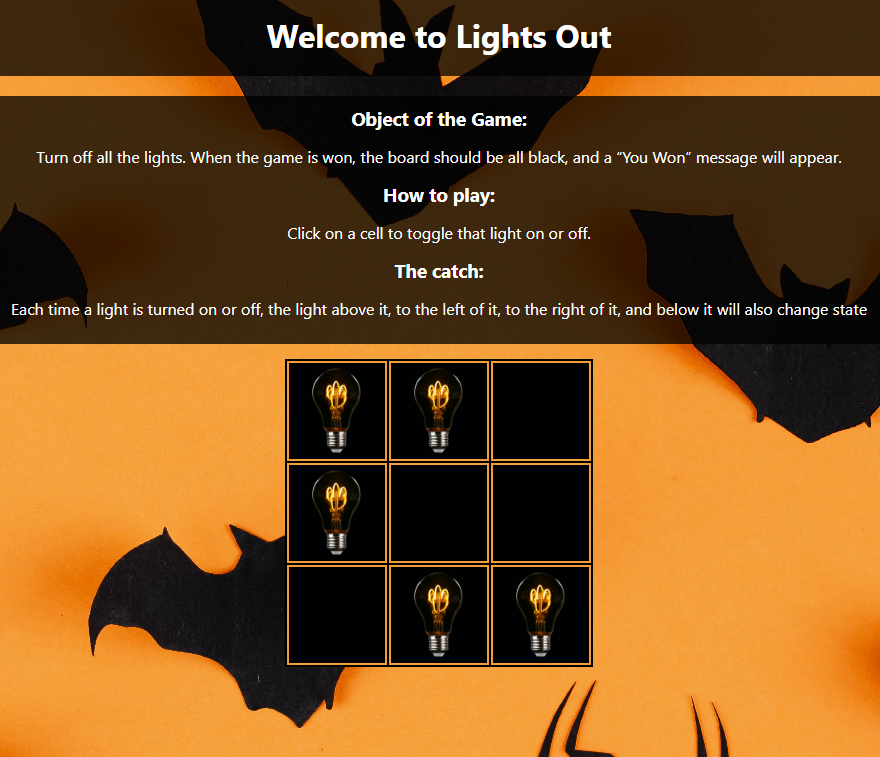 Welcome to Lights Out
Object of the Game:
Turn off all the lights. When the game is won, the board should be all black, and a “You Won” message will appear.
How to play:
Click on a cell to toggle that light on or off.
The catch:
Each time a light is turned on or off, the light above it, to the left of it, to the right of it, and below it will also change state